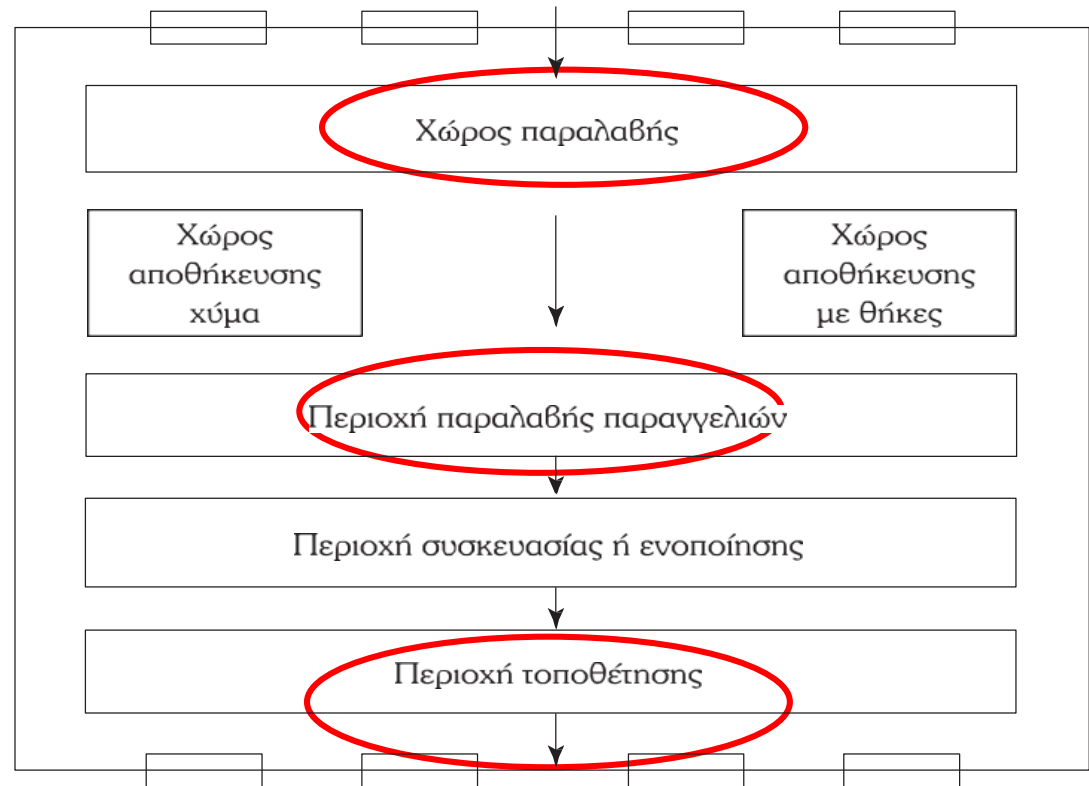 Χώρος παραλαβής
Χώρος
αποθήκευσης
χύμα
Χώρος
αποθήκευσης
με θήκες
Περιοχή παραλαβής παραγγελιών
Περιοχή συσκευασίας ή ενοποίησης
Περιοχή τοποθέτησης